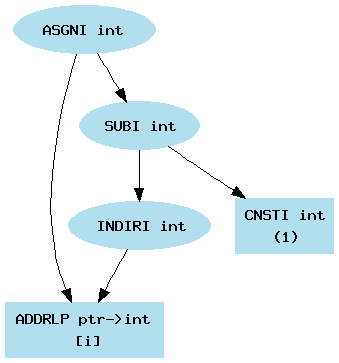 ASGNI int
SUBI int
INDIRI int
CNSTI int
(1)
ADDRLP ptr->int
[i]